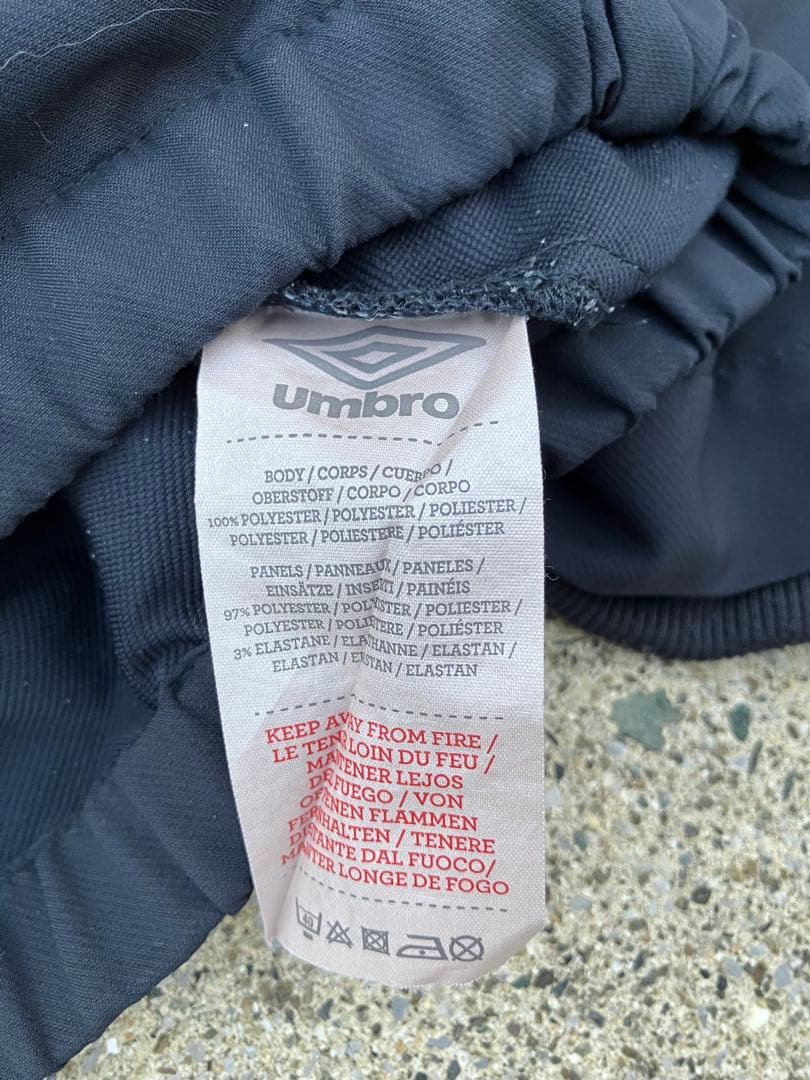 umbro
BODY / CORPS / CUERPO /
OBERSTOFF / CORPO / CORPO
100% POLYESTER / POLYESTER / POLIESTER /
POLYESTER / POLIESTERE / POLIÉSTER
PANELS / PANNEAUX / PANELES /
EINSÄTZE / INSERTI / PAINÉIS
97% POLYESTER / POLYESTER / POLIESTER /
POLYESTER / POLIESTERE / POLIÉSTER
3% ELASTANE / ELASTHANNE / ELASTAN /
ELASTAN / ELASTAN / ELASTAN
KEEP AWAY FROM FIRE /
LE TENIR LOIN DU FEU /
MANTENER LEJOS
DE FUEGO / VON
OFFENEN FLAMMEN
FERNHALTEN / TENERE
DISTANTE DAL FUOCO/
MANTER LONGE DE FOGO
40